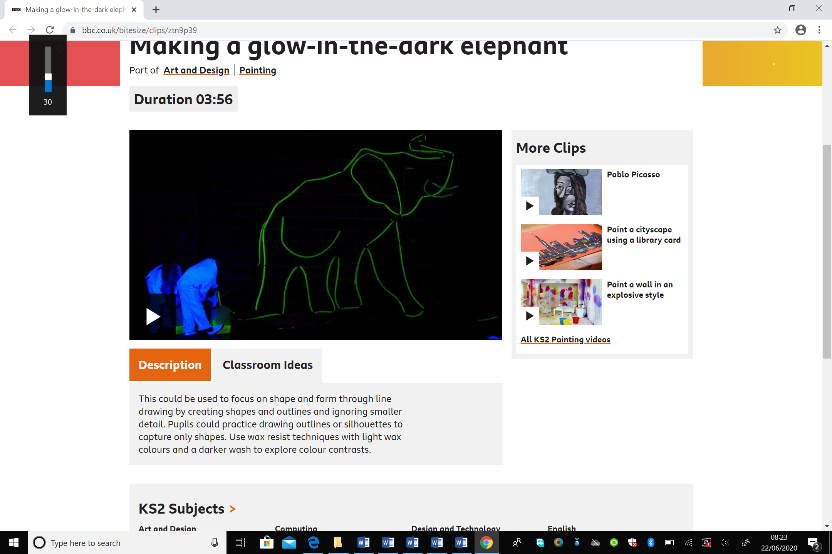 Making a glow-in-the-dark elep
bbc.co.uk/bitesize/clips/ztn9p39
Making a glow-in-the-dark elephant
Part of Art and Design | Painting
30
Duration 03:56
More Clips
Pablo Picasso
Paint a cityscape
using a library card
Paint a wall in an
explosive style
All KS2 Painting videos
Description
Classroom Ideas
This could be used to focus on shape and form through line
drawing by creating shapes and outlines and ignoring smaller
detail. Pupils could practice drawing outlines or silhouettes to
capture only shapes. Use wax resist techniques with light wax
colours and a darker wash to explore colour contrasts.
KS2 Subjects >
Art and Design Computing Design and Technology English
Type here to search
08:23
22/06/2020